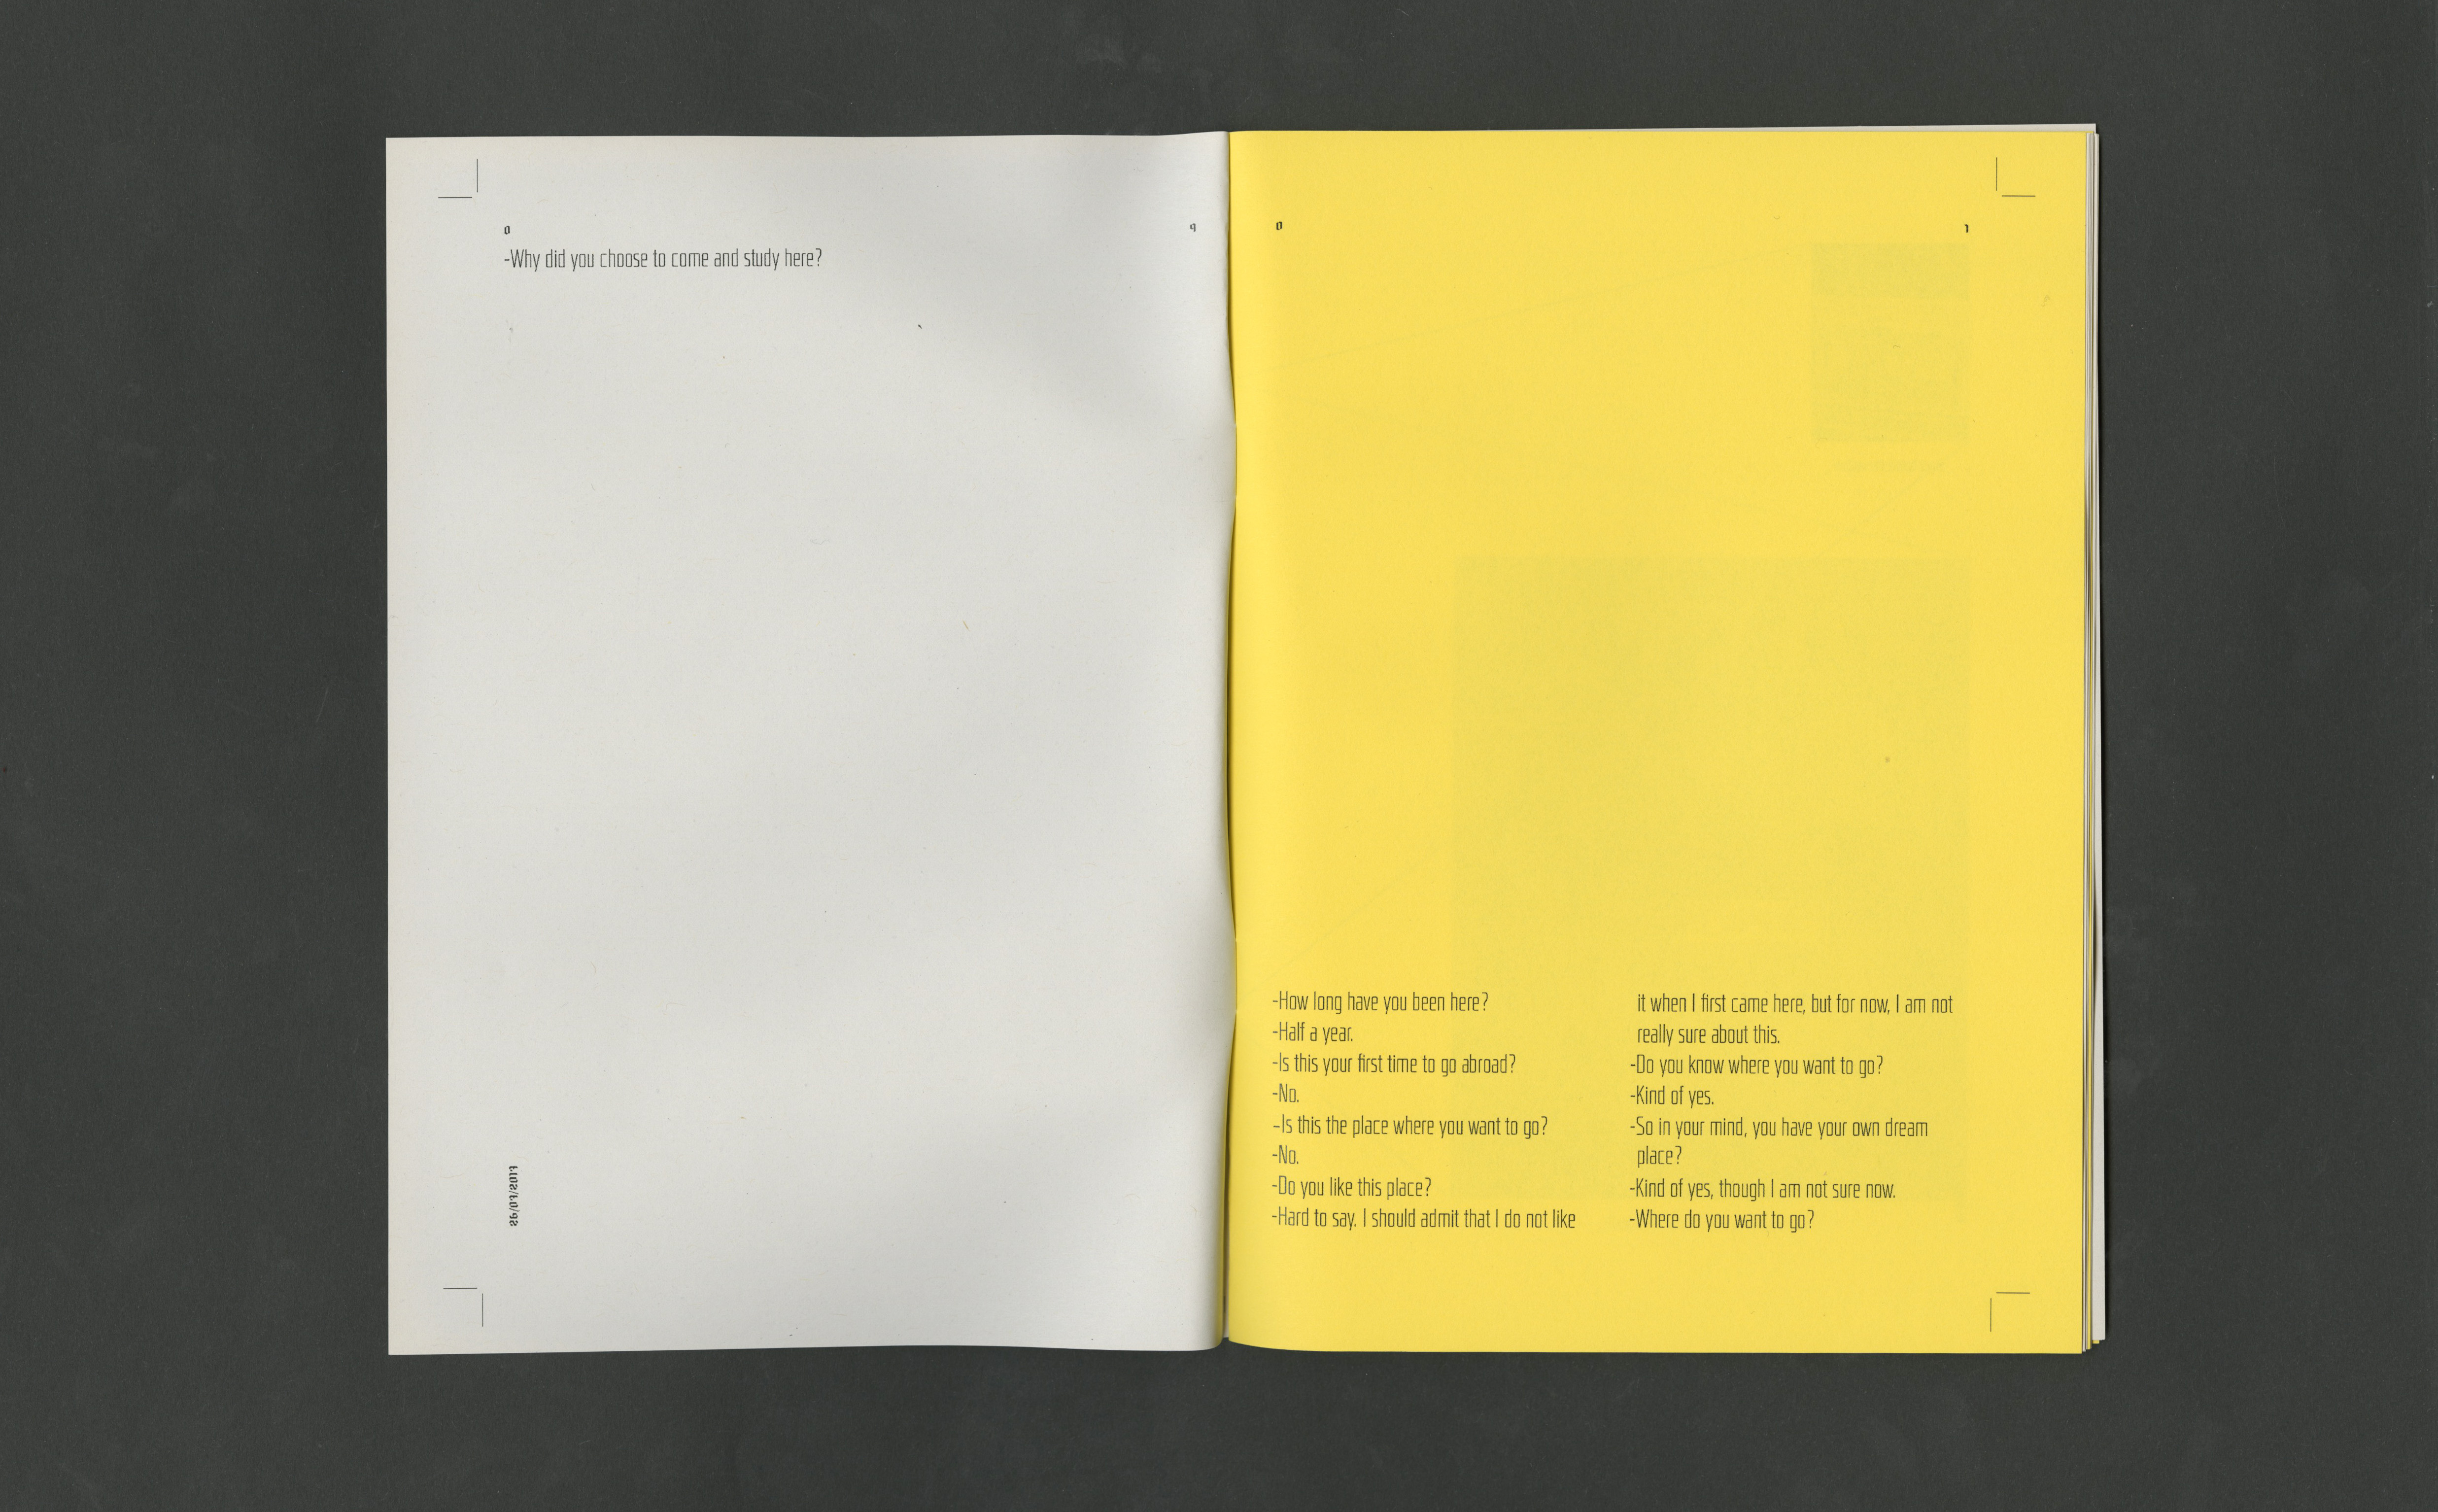 0
9
-Why did you choose to come and study here?
0
1
-How long have you been here?
-Half a year.
-Is this your first time to go abroad?
-No.
-Is this the place where you want to go?
-No.
-Do you like this place?
-Hard to say. I should admit that I do not like
it when I first came here, but for now, I am not
really sure about this.
-Do you know where you want to go?
-Kind of yes.
-So in your mind, you have your own dream
place?
-Kind of yes, though I am not sure now.
-Where do you want to go?